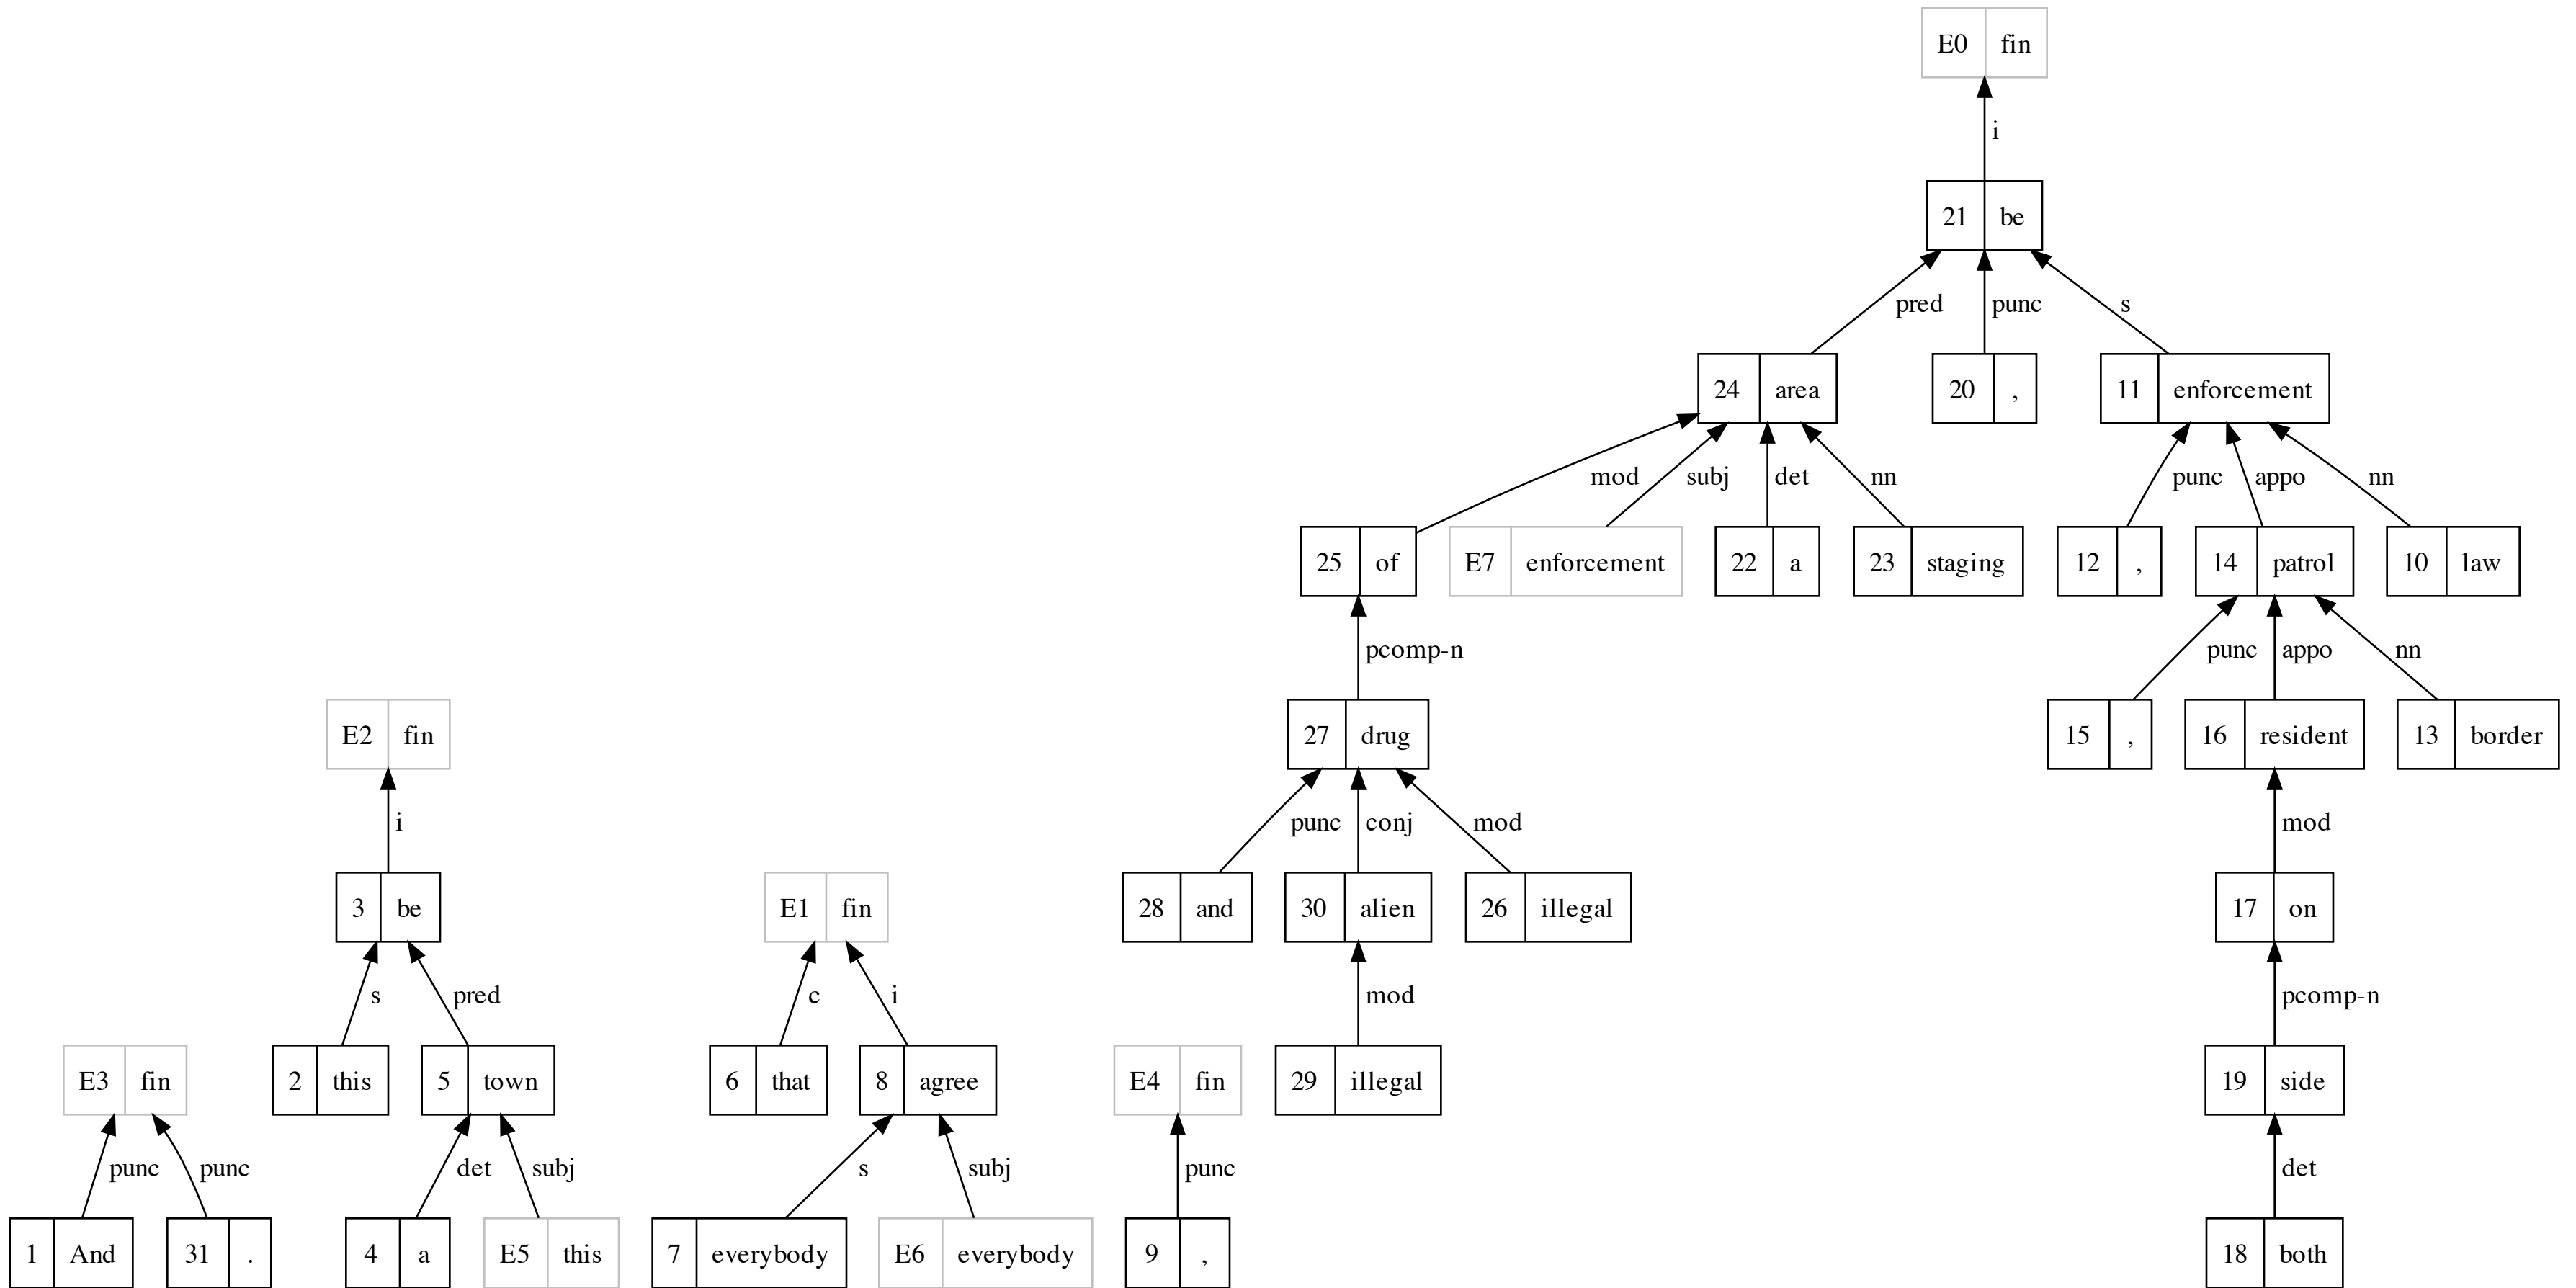 E0 fin
i
21 be
pred punc s
24 area 20 , 11 enforcement
mod subj det nn punc appo nn
25 of E7 enforcement 22 a 23 staging 12 , 14 patrol 10 law
pcomp-n punc appo nn
E2 fin 27 drug 15 , 16 resident 13 border
i punc conj mod mod
3 be E1 fin 28 and 30 alien 26 illegal 17 on
s pred c i mod pcomp-n
E3 fin 2 this 5 town 6 that 8 agree E4 fin 29 illegal 19 side
punc punc det subj s subj punc det
1 And 31 . 4 a E5 this 7 everybody E6 everybody 9 , 18 both